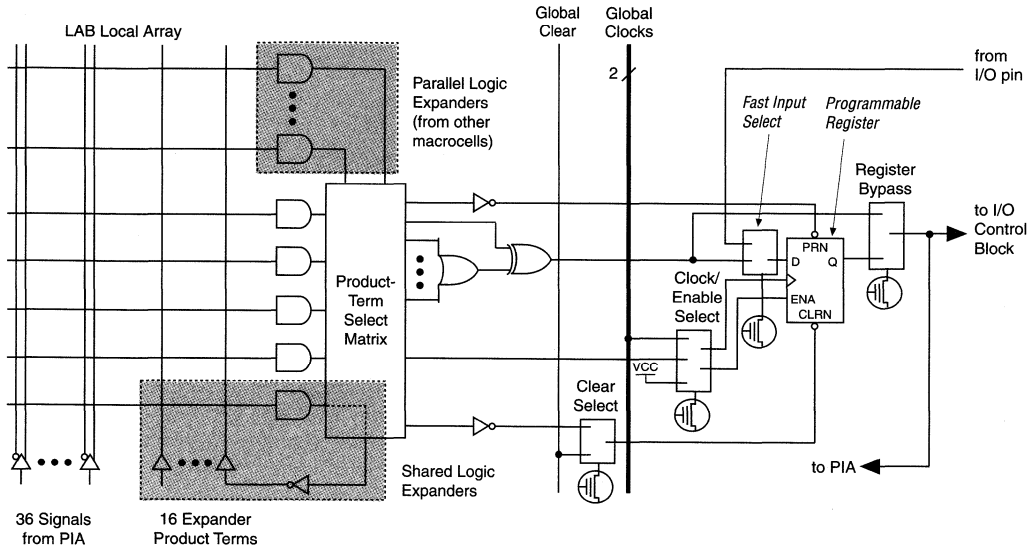 LAB Local Array
Global
Clear
Global
Clocks
2
from
I/O pin
Parallel Logic
Expanders
(from other
macrocells)
Fast Input
Select
Programmable
Register
Register
Bypass
to I/O
Control
Block
PRN
D
Q
ENA
CLRN
Product-
Term
Select
Matrix
Clock/
Enable
Select
VCC
Clear
Select
to PIA
Shared Logic
Expanders
36 Signals
from PIA
16 Expander
Product Terms